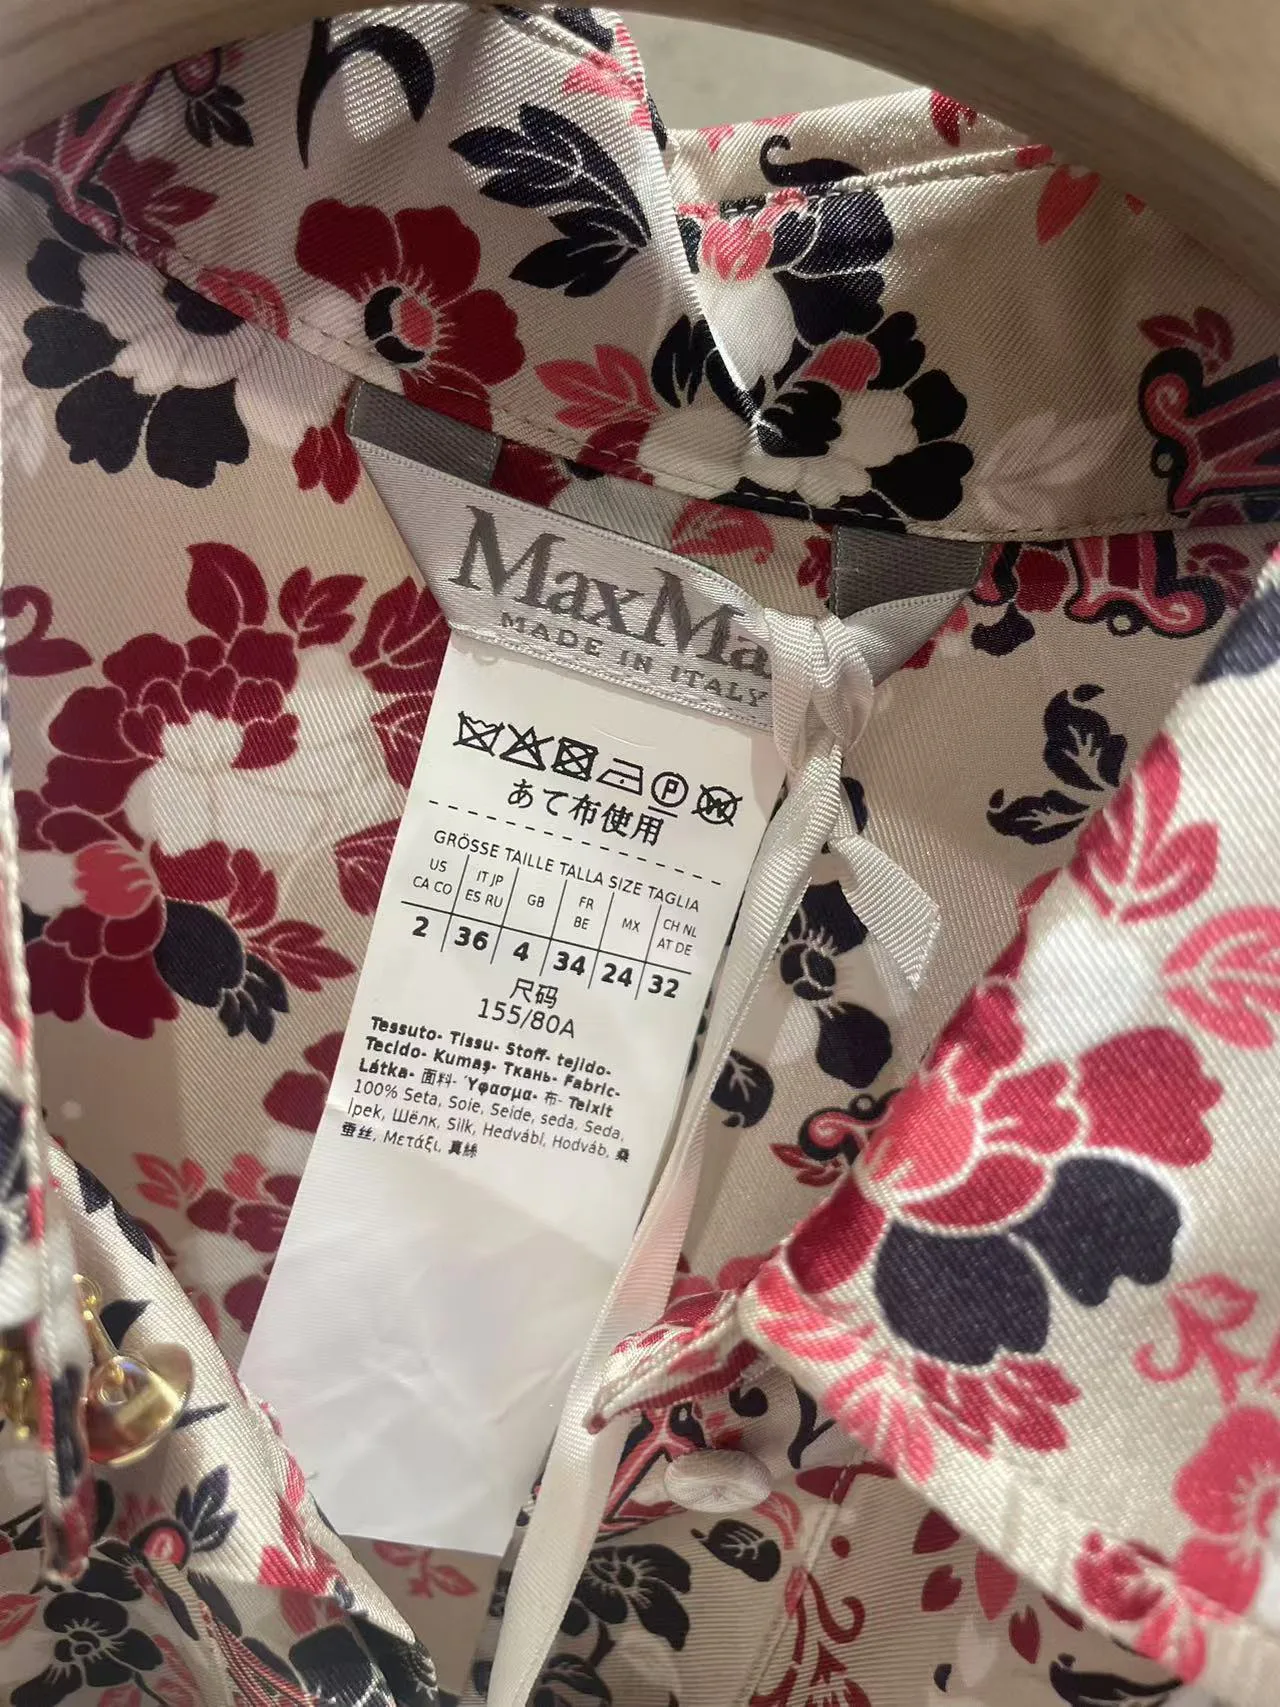 MaxMa
MADE IN ITALY
P
W
あて布使用
GRÖSSE TAILLE TALLA SIZE TAGLIA
US IT JP GB FR MX CH NL
CA CO ES RU BE AT DE
2 36 4 34 24 32
尺码
155/80A
Tessuto- Tissu- Stoff- tejido-
Tecido- Kumaş- Ткань- Fabric-
Látka- 面料- Ύφασμα- 布- Teixit
100% Seta, Soie, Seide, seda, Seda,
İpek, Шёлк, Silk, Hedvábí, Hodváb, 桑
蚕丝, Μετάξι, 真絲